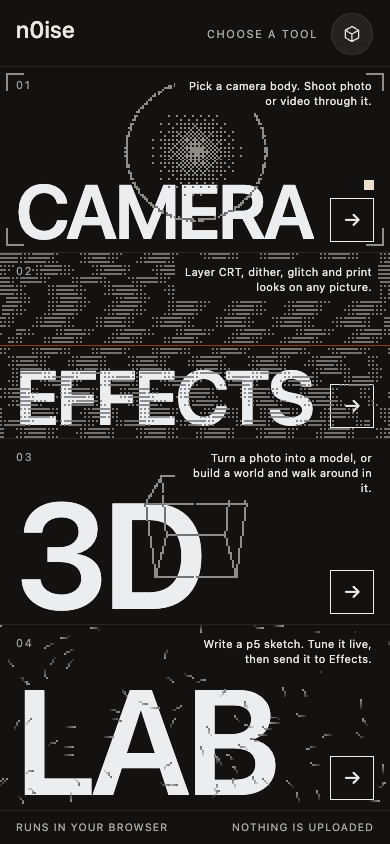 n0ise
CHOOSE A TOOL
01
Pick a camera body. Shoot photo
or video through it.
CAMERA
02
Layer CRT, dither, glitch and print
looks on any picture.
EFFECTS
03
Turn a photo into a model, or
build a world and walk around in
it.
3D
04
Write a p5 sketch. Tune it live,
then send it to Effects.
LAB
RUNS IN YOUR BROWSER
NOTHING IS UPLOADED